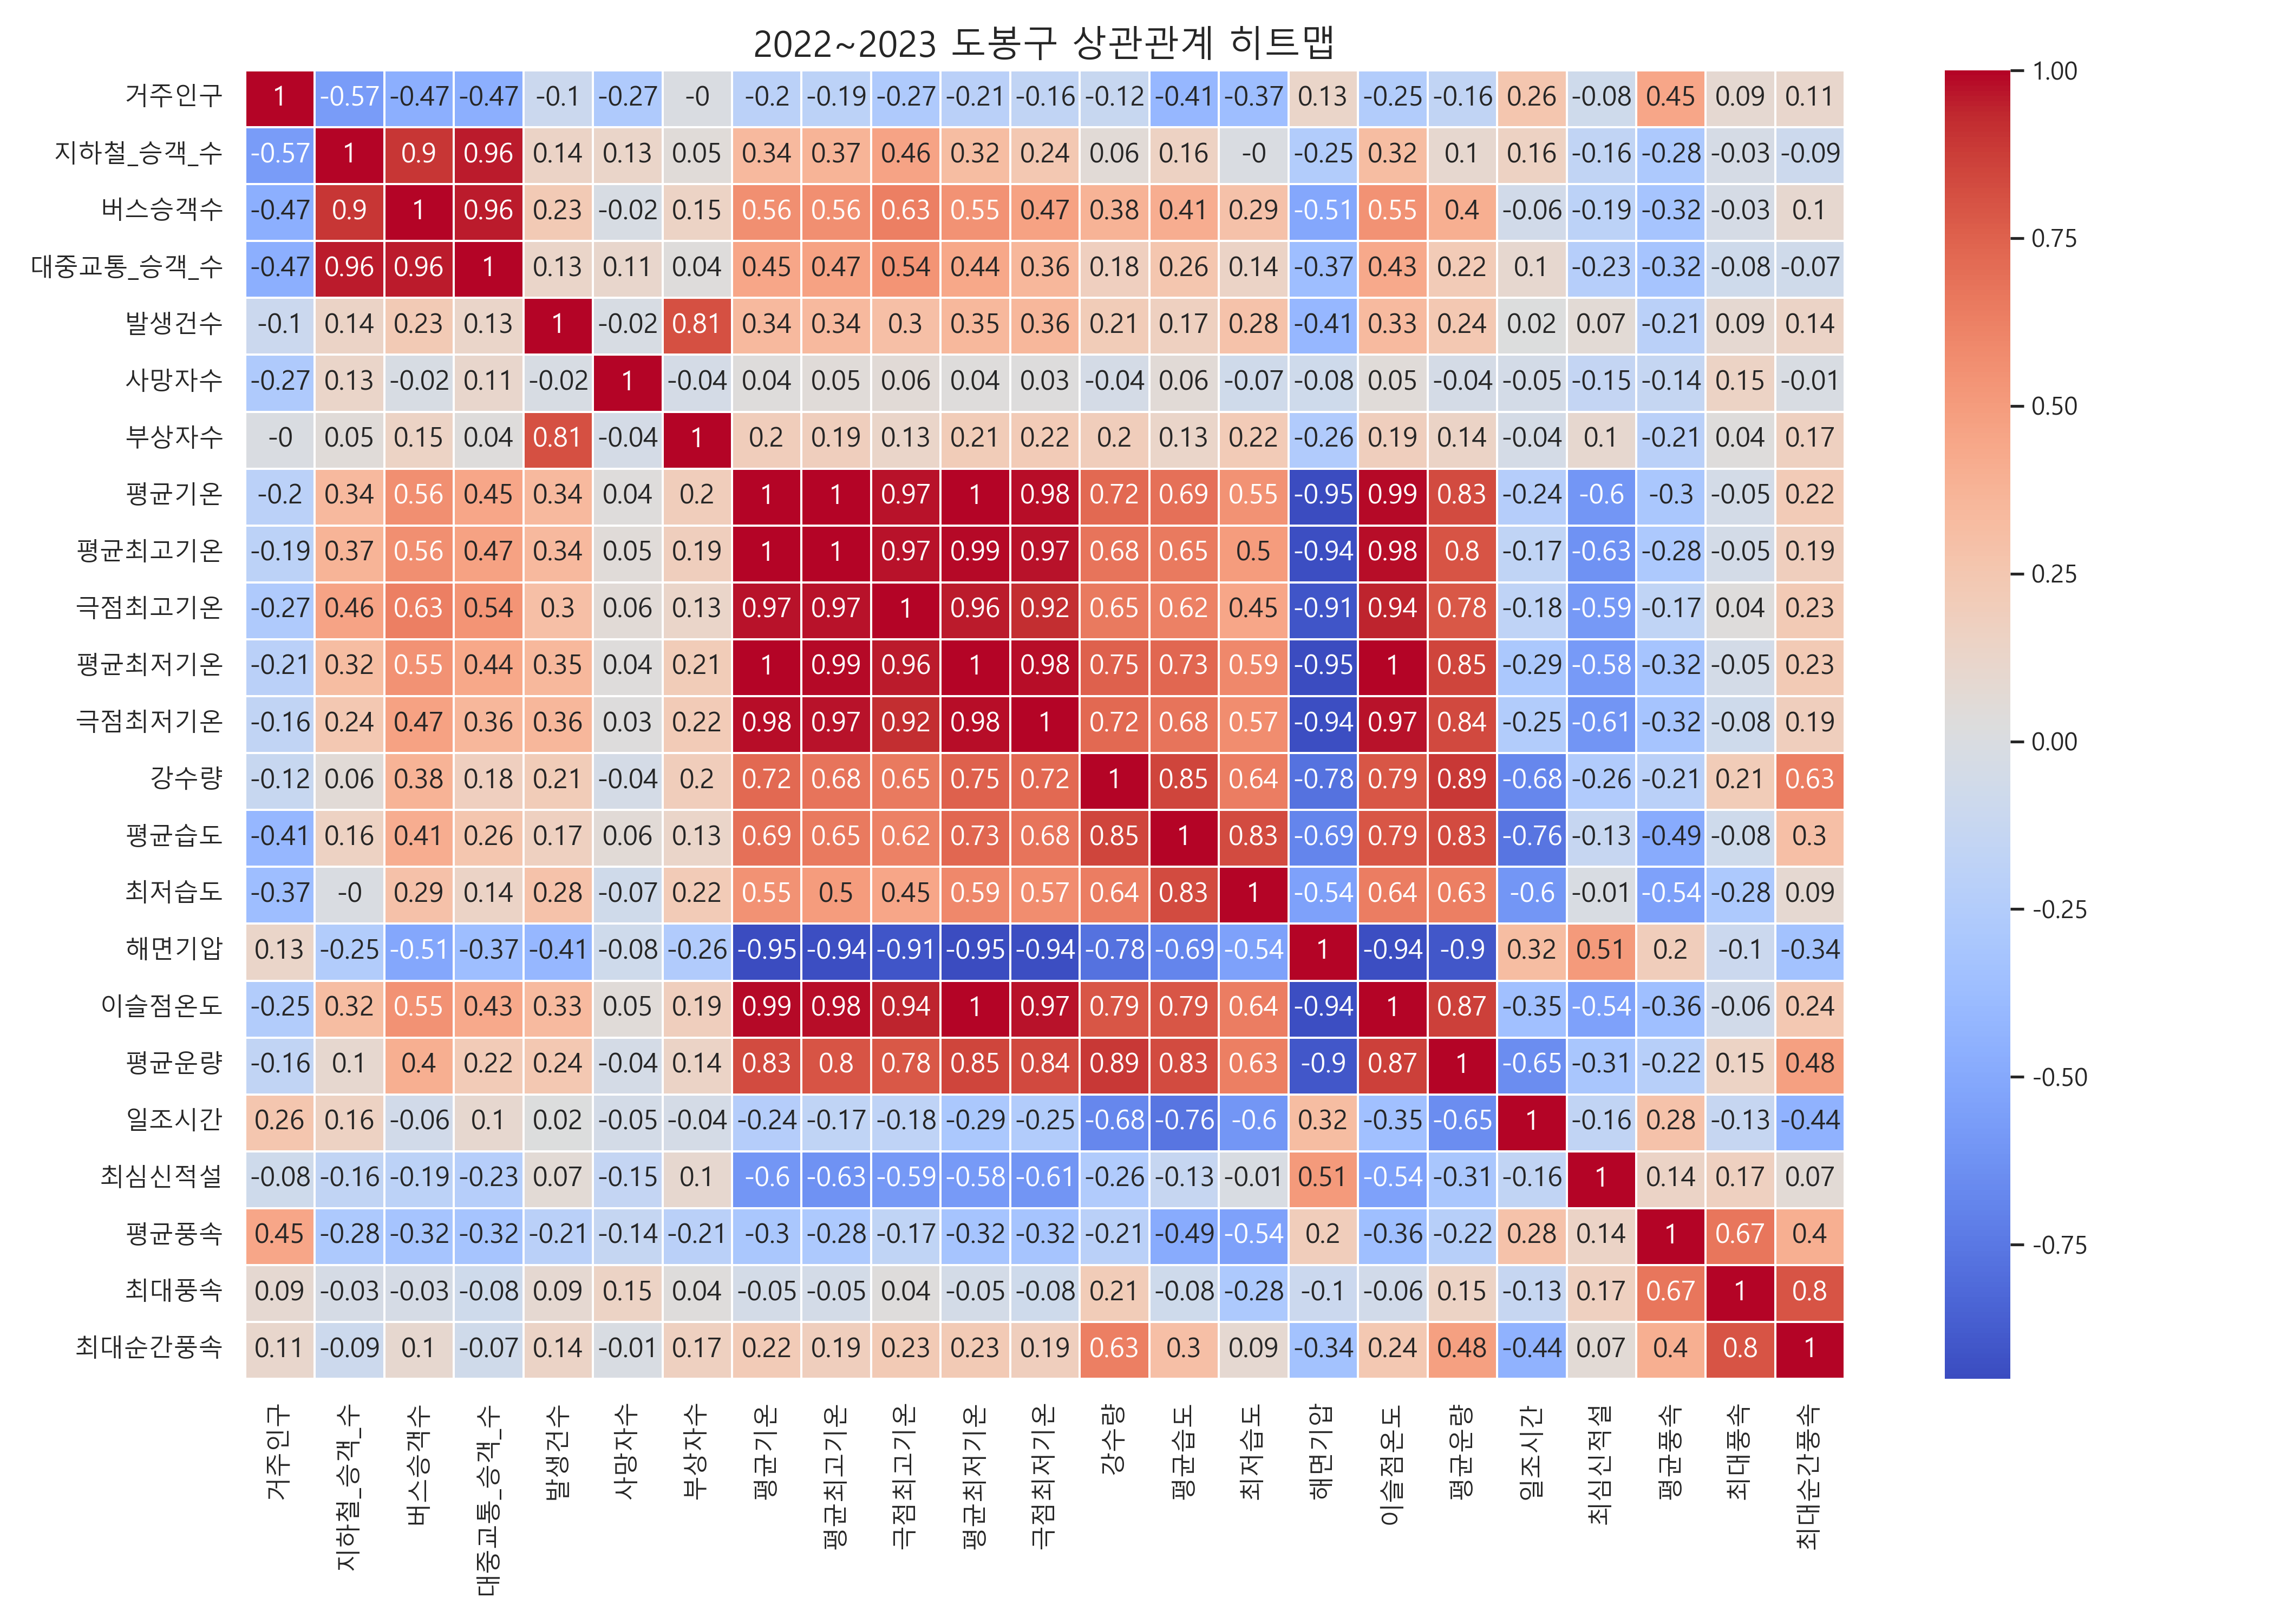 2022~2023 도봉구 상관관계 히트맵
거주인구 1 -0.57 -0.47 -0.47 -0.1 -0.27 -0 -0.2 -0.19 -0.27 -0.21 -0.16 -0.12 -0.41 -0.37 0.13 -0.25 -0.16 0.26 -0.08 0.45 0.09 0.11
지하철_승객_수 -0.57 1 0.9 0.96 0.14 0.13 0.05 0.34 0.37 0.46 0.32 0.24 0.06 0.16 -0 -0.25 0.32 0.1 0.16 -0.16 -0.28 -0.03 -0.09
버스승객수 -0.47 0.9 1 0.96 0.23 -0.02 0.15 0.56 0.56 0.63 0.55 0.47 0.38 0.41 0.29 -0.51 0.55 0.4 -0.06 -0.19 -0.32 -0.03 0.1
대중교통_승객_수 -0.47 0.96 0.96 1 0.13 0.11 0.04 0.45 0.47 0.54 0.44 0.36 0.18 0.26 0.14 -0.37 0.43 0.22 0.1 -0.23 -0.32 -0.08 -0.07
발생건수 -0.1 0.14 0.23 0.13 1 -0.02 0.81 0.34 0.34 0.3 0.35 0.36 0.21 0.17 0.28 -0.41 0.33 0.24 0.02 0.07 -0.21 0.09 0.14
사망자수 -0.27 0.13 -0.02 0.11 -0.02 1 -0.04 0.04 0.05 0.06 0.04 0.03 -0.04 0.06 -0.07 -0.08 0.05 -0.04 -0.05 -0.15 -0.14 0.15 -0.01
부상자수 -0 0.05 0.15 0.04 0.81 -0.04 1 0.2 0.19 0.13 0.21 0.22 0.2 0.13 0.22 -0.26 0.19 0.14 -0.04 0.1 -0.21 0.04 0.17
평균기온 -0.2 0.34 0.56 0.45 0.34 0.04 0.2 1 1 0.97 1 0.98 0.72 0.69 0.55 -0.95 0.99 0.83 -0.24 -0.6 -0.3 -0.05 0.22
평균최고기온 -0.19 0.37 0.56 0.47 0.34 0.05 0.19 1 1 0.97 0.99 0.97 0.68 0.65 0.5 -0.94 0.98 0.8 -0.17 -0.63 -0.28 -0.05 0.19
극점최고기온 -0.27 0.46 0.63 0.54 0.3 0.06 0.13 0.97 0.97 1 0.96 0.92 0.65 0.62 0.45 -0.91 0.94 0.78 -0.18 -0.59 -0.17 0.04 0.23
평균최저기온 -0.21 0.32 0.55 0.44 0.35 0.04 0.21 1 0.99 0.96 1 0.98 0.75 0.73 0.59 -0.95 1 0.85 -0.29 -0.58 -0.32 -0.05 0.23
극점최저기온 -0.16 0.24 0.47 0.36 0.36 0.03 0.22 0.98 0.97 0.92 0.98 1 0.72 0.68 0.57 -0.94 0.97 0.84 -0.25 -0.61 -0.32 -0.08 0.19
강수량 -0.12 0.06 0.38 0.18 0.21 -0.04 0.2 0.72 0.68 0.65 0.75 0.72 1 0.85 0.64 -0.78 0.79 0.89 -0.68 -0.26 -0.21 0.21 0.63
평균습도 -0.41 0.16 0.41 0.26 0.17 0.06 0.13 0.69 0.65 0.62 0.73 0.68 0.85 1 0.83 -0.69 0.79 0.83 -0.76 -0.13 -0.49 -0.08 0.3
최저습도 -0.37 -0 0.29 0.14 0.28 -0.07 0.22 0.55 0.5 0.45 0.59 0.57 0.64 0.83 1 -0.54 0.64 0.63 -0.6 -0.01 -0.54 -0.28 0.09
해면기압 0.13 -0.25 -0.51 -0.37 -0.41 -0.08 -0.26 -0.95 -0.94 -0.91 -0.95 -0.94 -0.78 -0.69 -0.54 1 -0.94 -0.9 0.32 0.51 0.2 -0.1 -0.34
이슬점온도 -0.25 0.32 0.55 0.43 0.33 0.05 0.19 0.99 0.98 0.94 1 0.97 0.79 0.79 0.64 -0.94 1 0.87 -0.35 -0.54 -0.36 -0.06 0.24
평균운량 -0.16 0.1 0.4 0.22 0.24 -0.04 0.14 0.83 0.8 0.78 0.85 0.84 0.89 0.83 0.63 -0.9 0.87 1 -0.65 -0.31 -0.22 0.15 0.48
일조시간 0.26 0.16 -0.06 0.1 0.02 -0.05 -0.04 -0.24 -0.17 -0.18 -0.29 -0.25 -0.68 -0.76 -0.6 0.32 -0.35 -0.65 1 -0.16 0.28 -0.13 -0.44
최심신적설 -0.08 -0.16 -0.19 -0.23 0.07 -0.15 0.1 -0.6 -0.63 -0.59 -0.58 -0.61 -0.26 -0.13 -0.01 0.51 -0.54 -0.31 -0.16 1 0.14 0.17 0.07
평균풍속 0.45 -0.28 -0.32 -0.32 -0.21 -0.14 -0.21 -0.3 -0.28 -0.17 -0.32 -0.32 -0.21 -0.49 -0.54 0.2 -0.36 -0.22 0.28 0.14 1 0.67 0.4
최대풍속 0.09 -0.03 -0.03 -0.08 0.09 0.15 0.04 -0.05 -0.05 0.04 -0.05 -0.08 0.21 -0.08 -0.28 -0.1 -0.06 0.15 -0.13 0.17 0.67 1 0.8
최대순간풍속 0.11 -0.09 0.1 -0.07 0.14 -0.01 0.17 0.22 0.19 0.23 0.23 0.19 0.63 0.3 0.09 -0.34 0.24 0.48 -0.44 0.07 0.4 0.8 1
거주인구 지하철_승객_수 버스승객수 대중교통_승객_수 발생건수 사망자수 부상자수 평균기온 평균최고기온 극점최고기온 평균최저기온 극점최저기온 강수량 평균습도 최저습도 해면기압 이슬점온도 평균운량 일조시간 최심신적설 평균풍속 최대풍속 최대순간풍속
1.00
0.75
0.50
0.25
0.00
-0.25
-0.50
-0.75